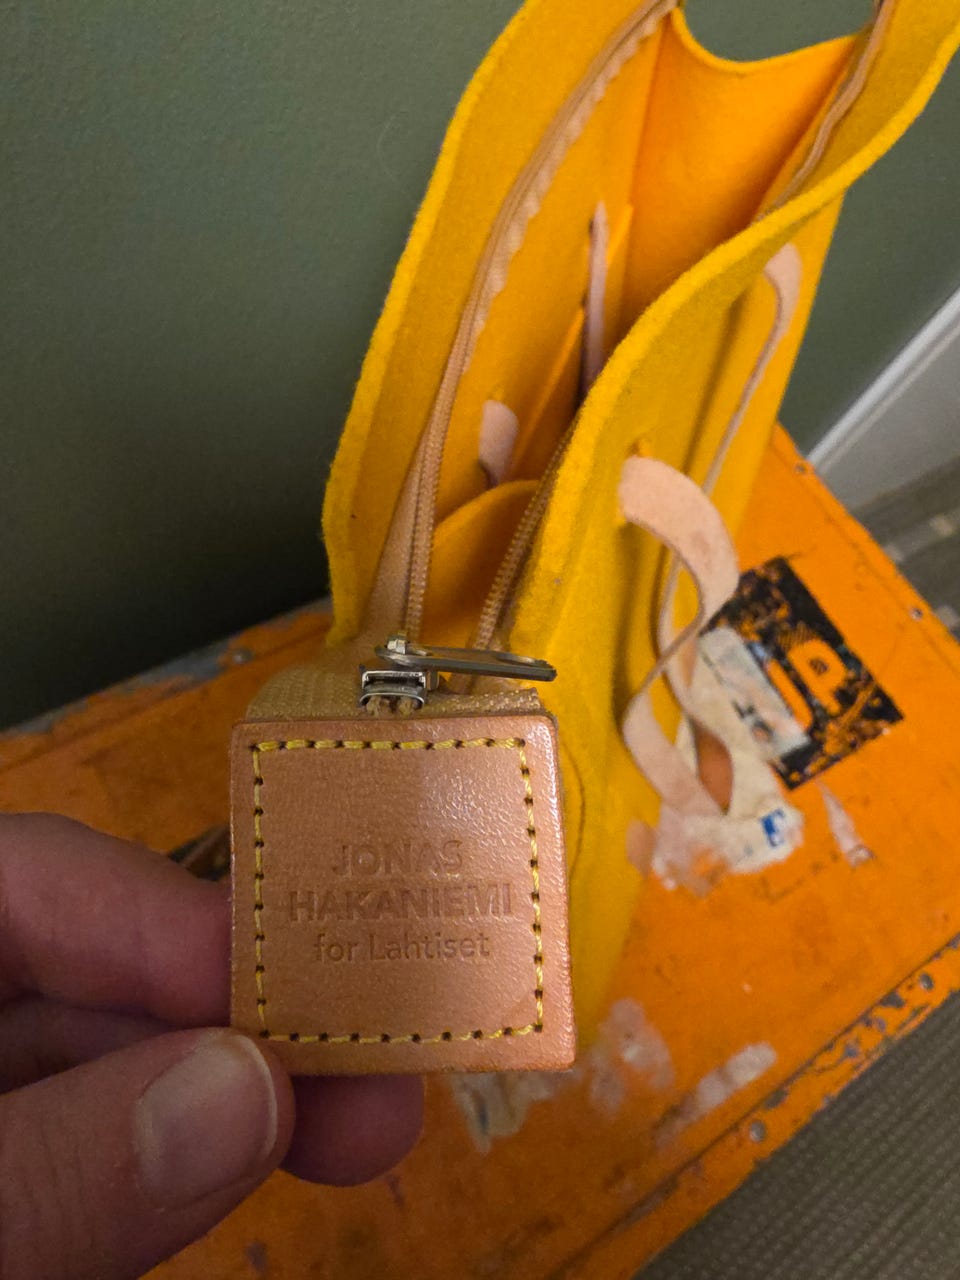 JONAS
HAKANIEMI
for Lahtiset